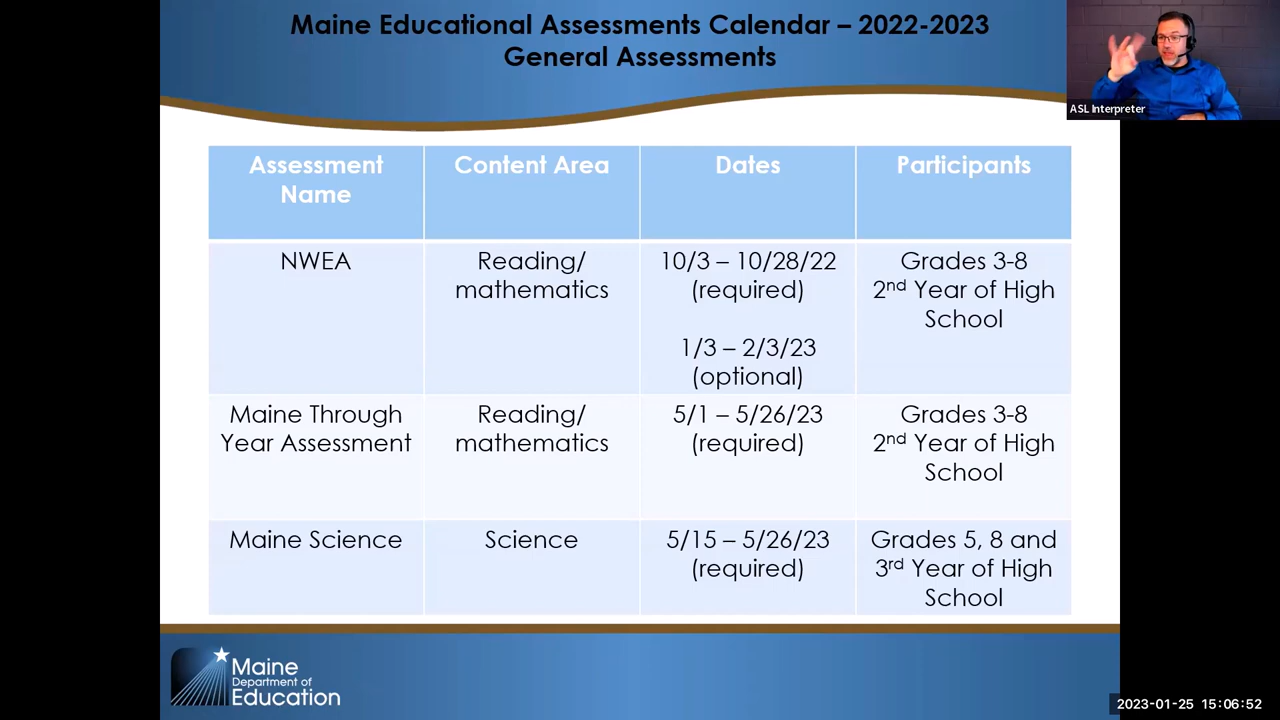 Maine Educational Assessments Calendar – 2022-2023
General Assessments
ASL Interpreter
Assessment
Name
Content Area
Dates
Participants
NWEA
Reading/
mathematics
10/3 – 10/28/22
(required)
1/3 – 2/3/23
(optional)
Grades 3-8
2nd Year of High
School
Maine Through
Year Assessment
Reading/
mathematics
5/1 – 5/26/23
(required)
Grades 3-8
2nd Year of High
School
Maine Science
Science
5/15 – 5/26/23
(required)
Grades 5, 8 and
3rd Year of High
School
Maine
Department of
Education
2023-01-25 15:06:52